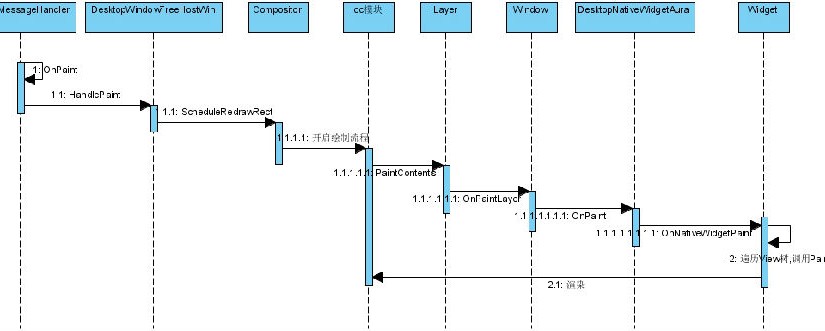 MessageHandler
DesktopWindowTreeHostWin
Compositor
cc模块
Layer
Window
DesktopNativeWidgetAura
Widget
1: OnPaint
1.1: HandlePaint
1.1: ScheduleRedrawRect
1.1.1.1: 开启绘制流程
1.1.1.1.1: PaintContents
1.1.1.1.1.1: OnPaintLayer
1.1.1.1.1.1.1: OnPaint
1.1.1.1.1.1.1.1: OnNativeWidgetPaint
2: 遍历View树,调用Pai
2.1: 渲染